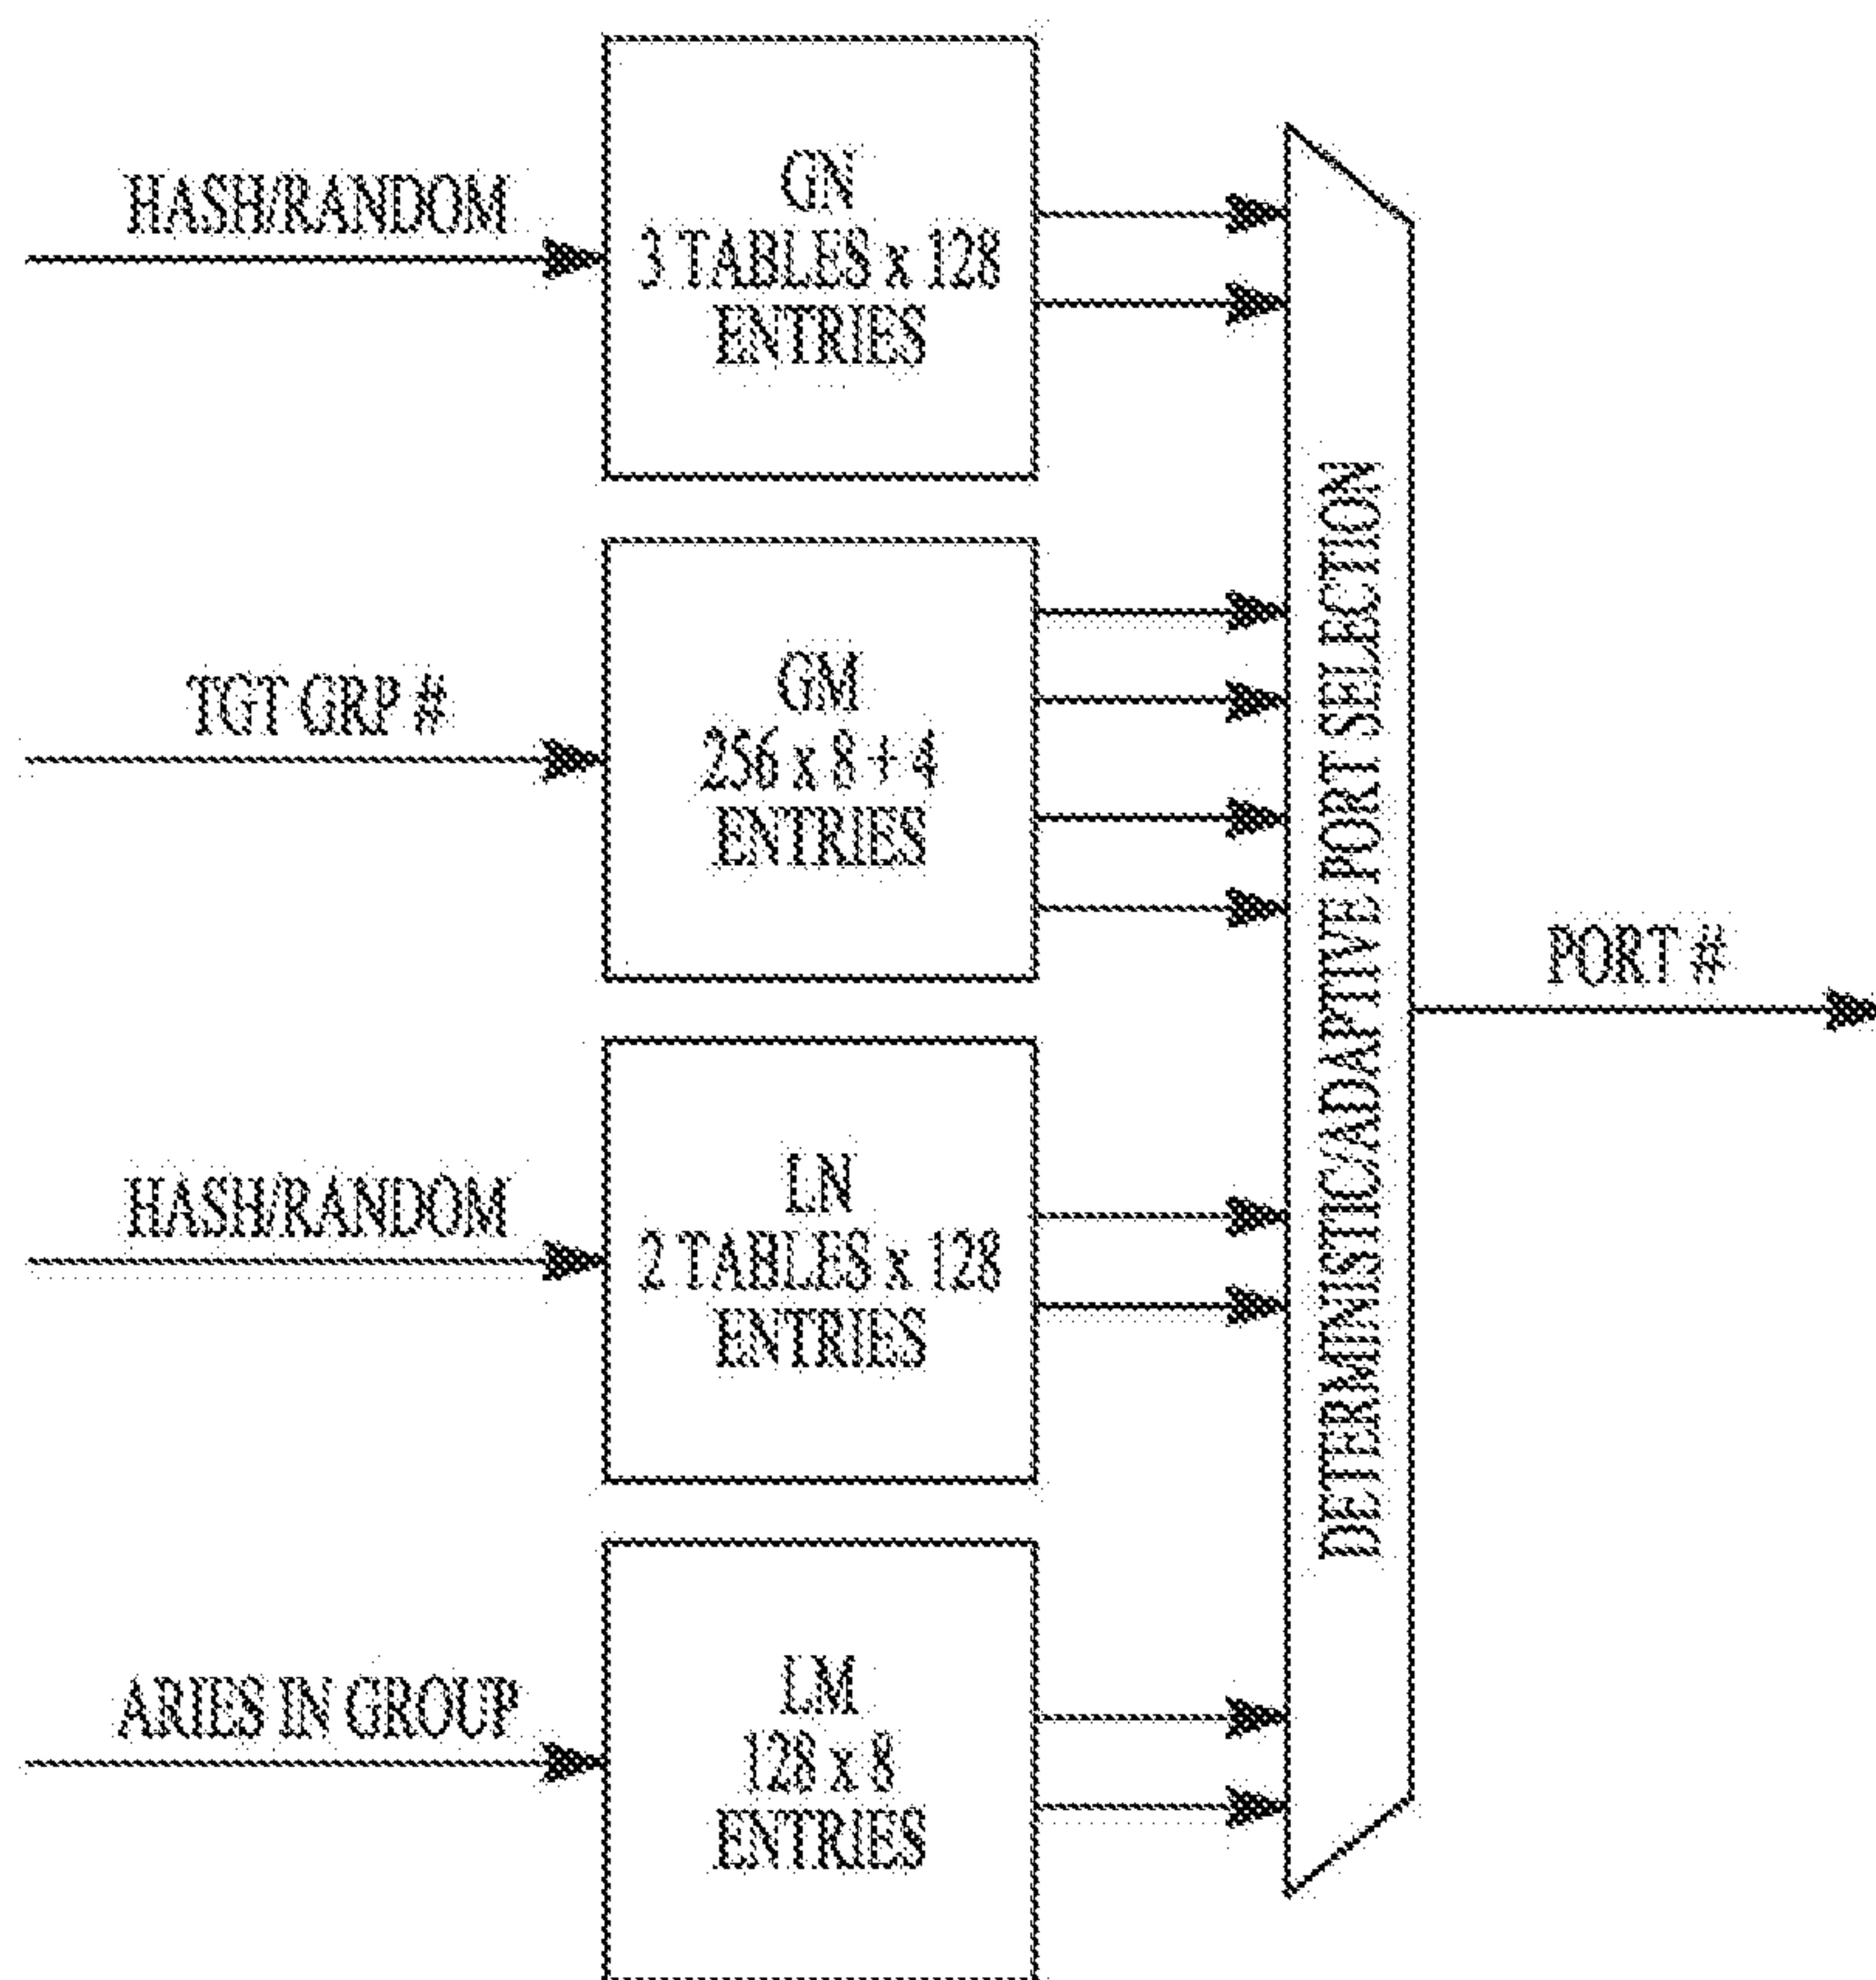 HASH/RANDOM
GN
3 TABLES x 128
ENTRIES
TGT GRP #
GM
256 x 8 + 4
ENTRIES
HASH/RANDOM
LN
2 TABLES x 128
ENTRIES
ARIES IN GROUP
LM
128 x 8
ENTRIES
DETERMINISTIC/ADAPTIVE PORT SELECTION
PORT #